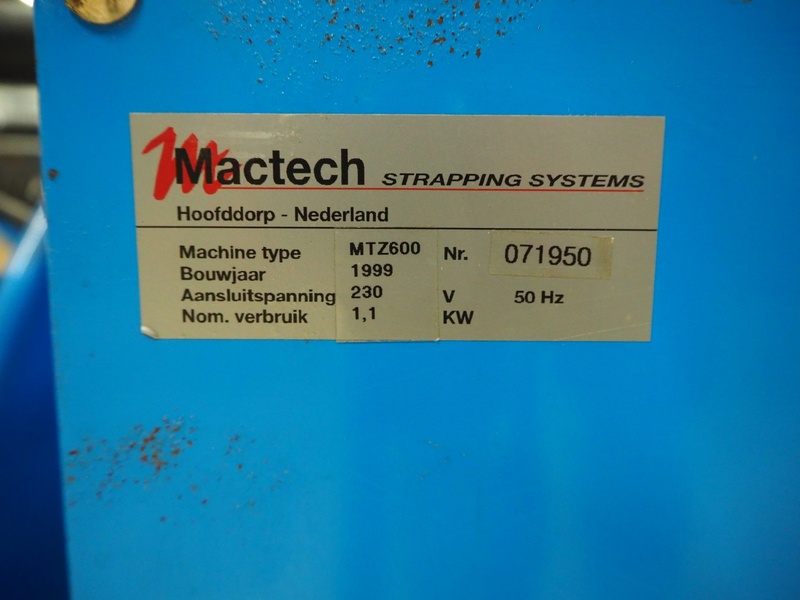 Mactech STRAPPING SYSTEMS
Hoofddorp - Nederland
Machine type MTZ600 Nr. 071950
Bouwjaar 1999
Aansluitspanning 230 V 50 Hz
Nom. verbruik 1,1 KW